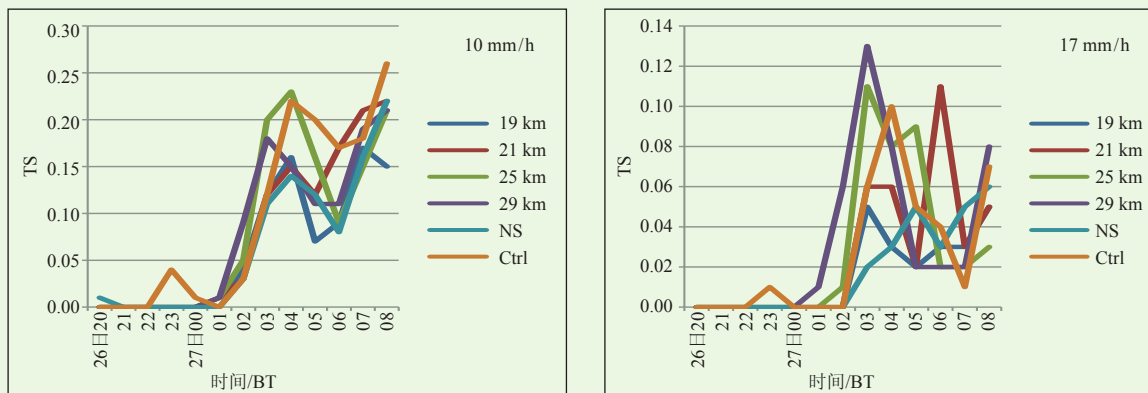 10 mm/h
TS
0.30
0.25
0.20
0.15
0.10
0.05
0.00
26日20
21
22
23
27日00
01
02
03
04
05
06
07
08
时间/BT
19 km
21 km
25 km
29 km
NS
Ctrl
17 mm/h
TS
0.14
0.12
0.10
0.08
0.06
0.04
0.02
0.00
26日20
21
22
23
27日00
01
02
03
04
05
06
07
08
时间/BT
19 km
21 km
25 km
29 km
NS
Ctrl